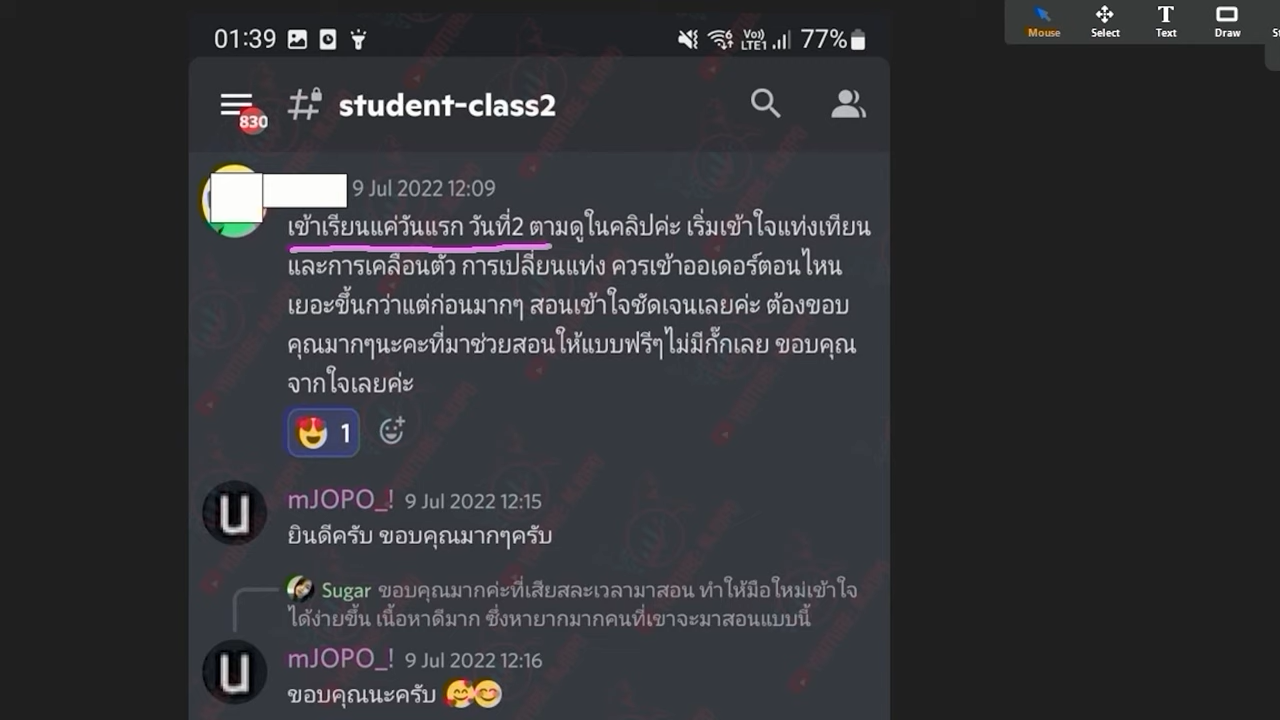 01:39
Vo)) LTE1 77%
Mouse Select Text Draw
830 # student-class2
9 Jul 2022 12:09
เข้าเรียนแค่วันแรก วันที่2 ตามดูในคลิปค่ะ เริ่มเข้าใจแท่งเทียน
และการเคลื่อนตัว การเปลี่ยนแท่ง ควรเข้าออเดอร์ตอนไหน
เยอะขึ้นกว่าแต่ก่อนมากๆ สอนเข้าใจชัดเจนเลยค่ะ ต้องขอบ
คุณมากๆนะคะที่มาช่วยสอนให้แบบฟรีๆไม่มีกั๊กเลย ขอบคุณ
จากใจเลยค่ะ
😍 1
mJOPO_! 9 Jul 2022 12:15
ยินดีครับ ขอบคุณมากๆครับ
Sugar ขอบคุณมากค่ะที่เสียสละเวลามาสอน ทำให้มือใหม่เข้าใจ
ได้ง่ายขึ้น เนื้อหาดีมาก ซึ่งหายากมากคนที่เขาจะมาสอนแบบนี้
mJOPO_! 9 Jul 2022 12:16
ขอบคุณนะครับ 🥰😊